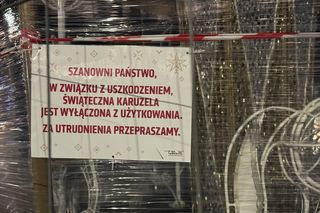 SZANOWNI PAŃSTWO,
W ZWIĄZKU Z USZKODZENIEM,
ŚWIĄTECZNA KARUZELA
JEST WYŁĄCZONA Z UŻYTKOWANIA.
ZA UTRUDNIENIA PRZEPRASZAMY.